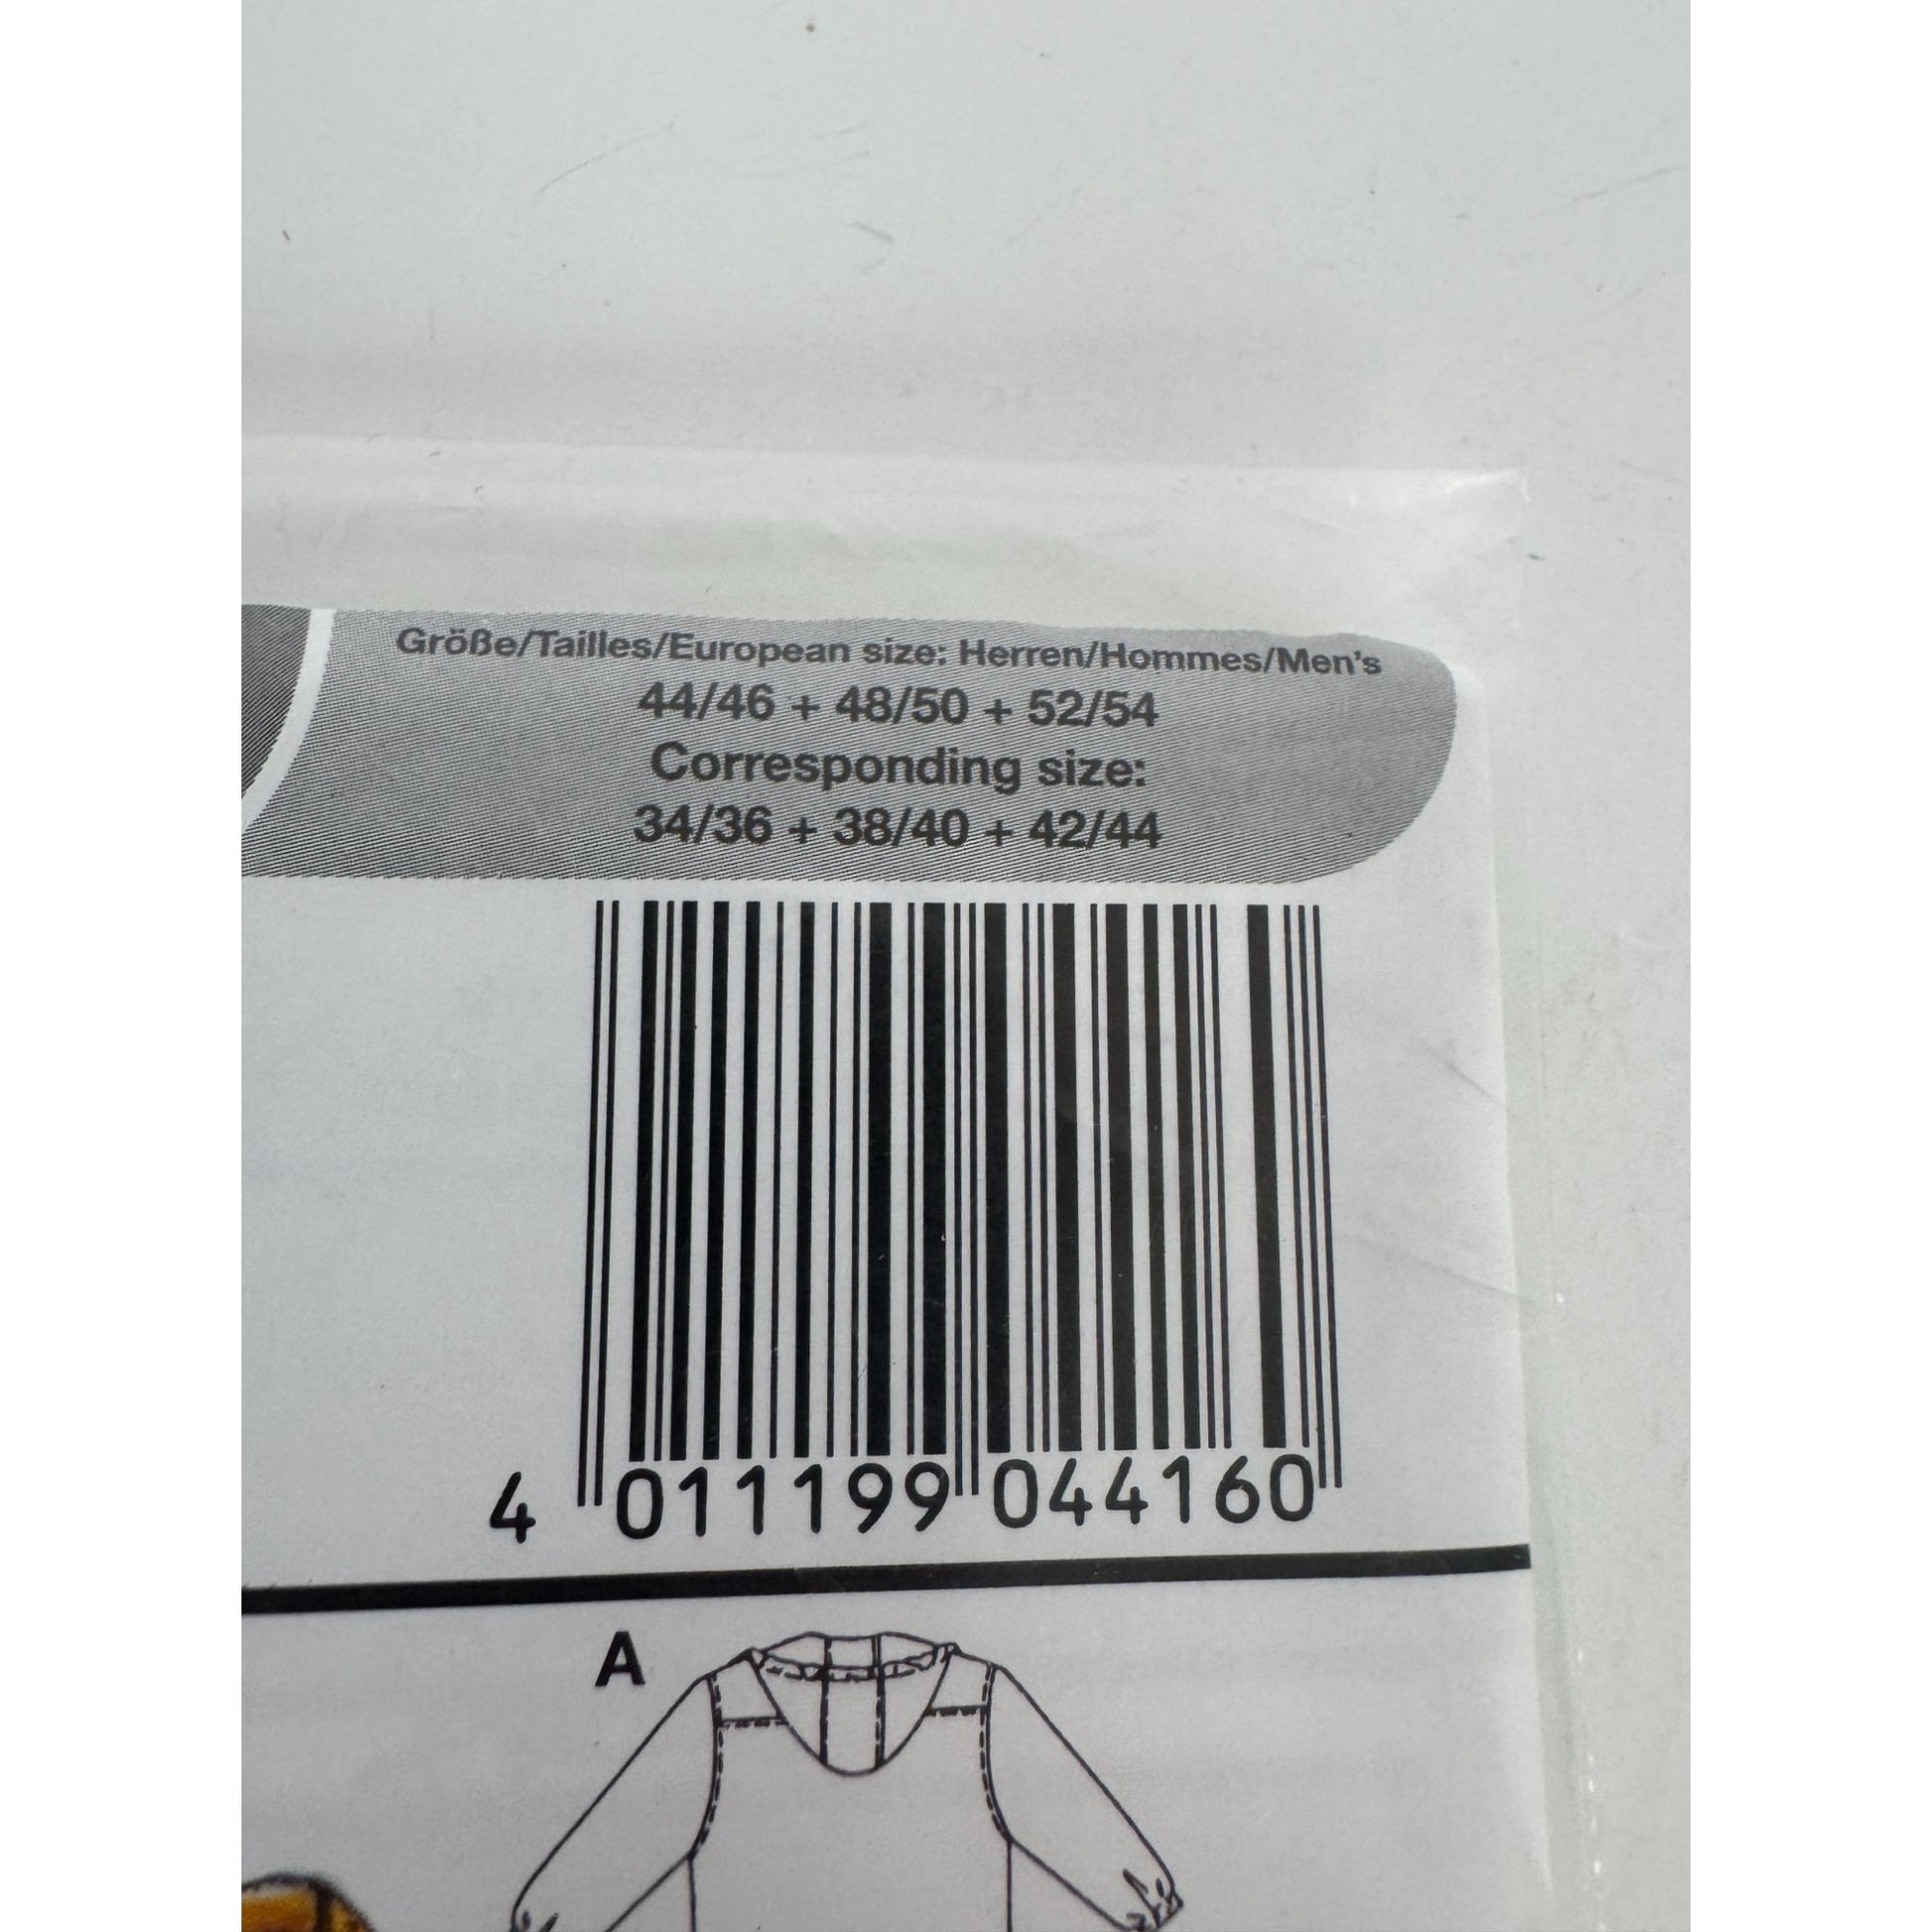 Größe/Tailles/European size: Herren/Hommes/Men's
44/46 + 48/50 + 52/54
Corresponding size:
34/36 + 38/40 + 42/44
4 011199 044160
A